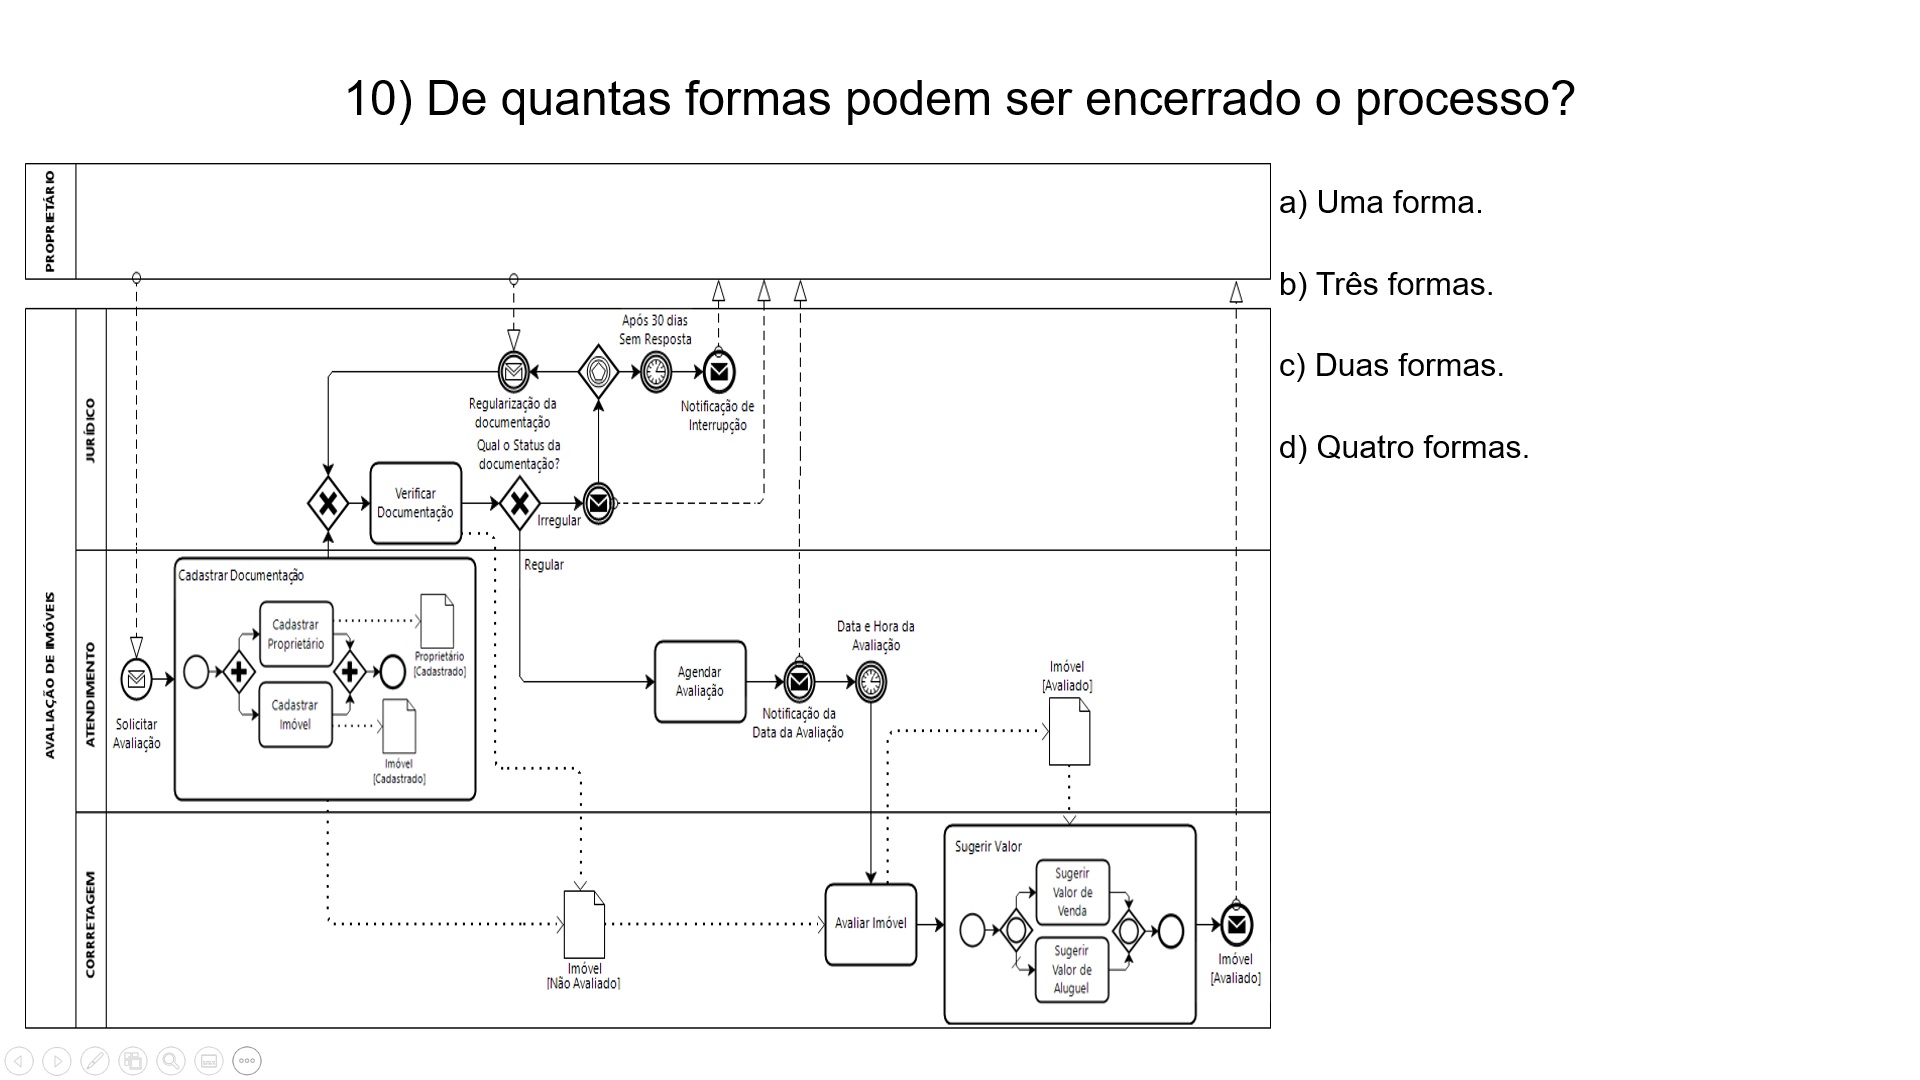 10) De quantas formas podem ser encerrado o processo?
PROPRIETÁRIO
a) Uma forma.
b) Três formas.
c) Duas formas.
d) Quatro formas.
AVALIAÇÃO DE IMÓVEIS
JURÍDICO
Após 30 dias
Sem Resposta
Regularização da
documentação
Notificação de
Interrupção
Qual o Status da
documentação?
Verificar
Documentação
Irregular
Regular
ATENDIMENTO
Solicitar
Avaliação
Cadastrar Documentação
Cadastrar
Proprietário
Cadastrar
Imóvel
Proprietário
[Cadastrado]
Imóvel
[Cadastrado]
Agendar
Avaliação
Notificação da
Data da Avaliação
Data e Hora da
Avaliação
Imóvel
[Avaliado]
CORRETAGEM
Imóvel
[Não Avaliado]
Avaliar Imóvel
Sugerir Valor
Sugerir
Valor de
Venda
Sugerir
Valor de
Aluguel
Imóvel
[Avaliado]